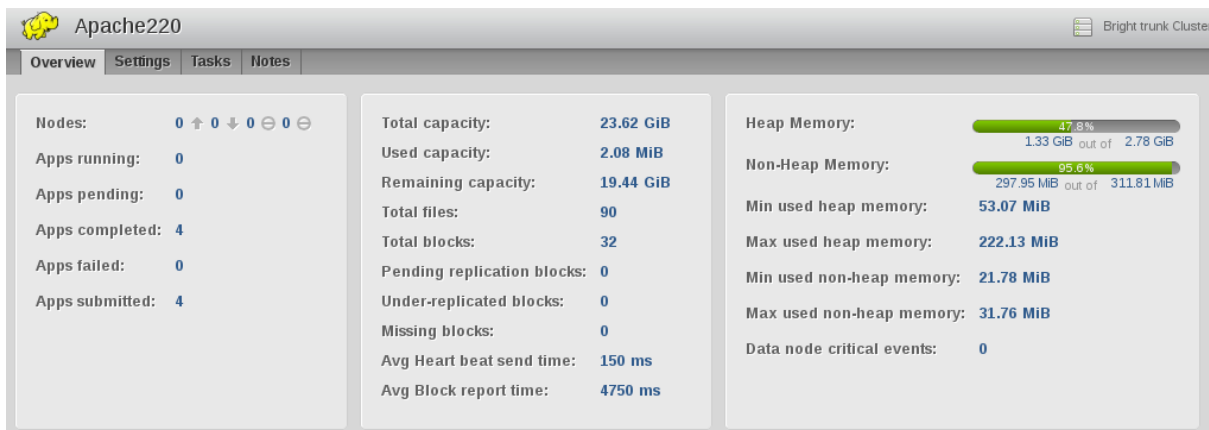 Apache220
Bright trunk Cluste
Overview Settings Tasks Notes
Nodes: 0 0 0 0
Apps running: 0
Apps pending: 0
Apps completed: 4
Apps failed: 0
Apps submitted: 4
Total capacity: 23.62 GiB
Used capacity: 2.08 MiB
Remaining capacity: 19.44 GiB
Total files: 90
Total blocks: 32
Pending replication blocks: 0
Under-replicated blocks: 0
Missing blocks: 0
Avg Heart beat send time: 150 ms
Avg Block report time: 4750 ms
Heap Memory: 47.8%
1.33 GiB out of 2.78 GiB
Non-Heap Memory: 95.6%
297.95 MiB out of 311.81 MiB
Min used heap memory: 53.07 MiB
Max used heap memory: 222.13 MiB
Min used non-heap memory: 21.78 MiB
Max used non-heap memory: 31.76 MiB
Data node critical events: 0